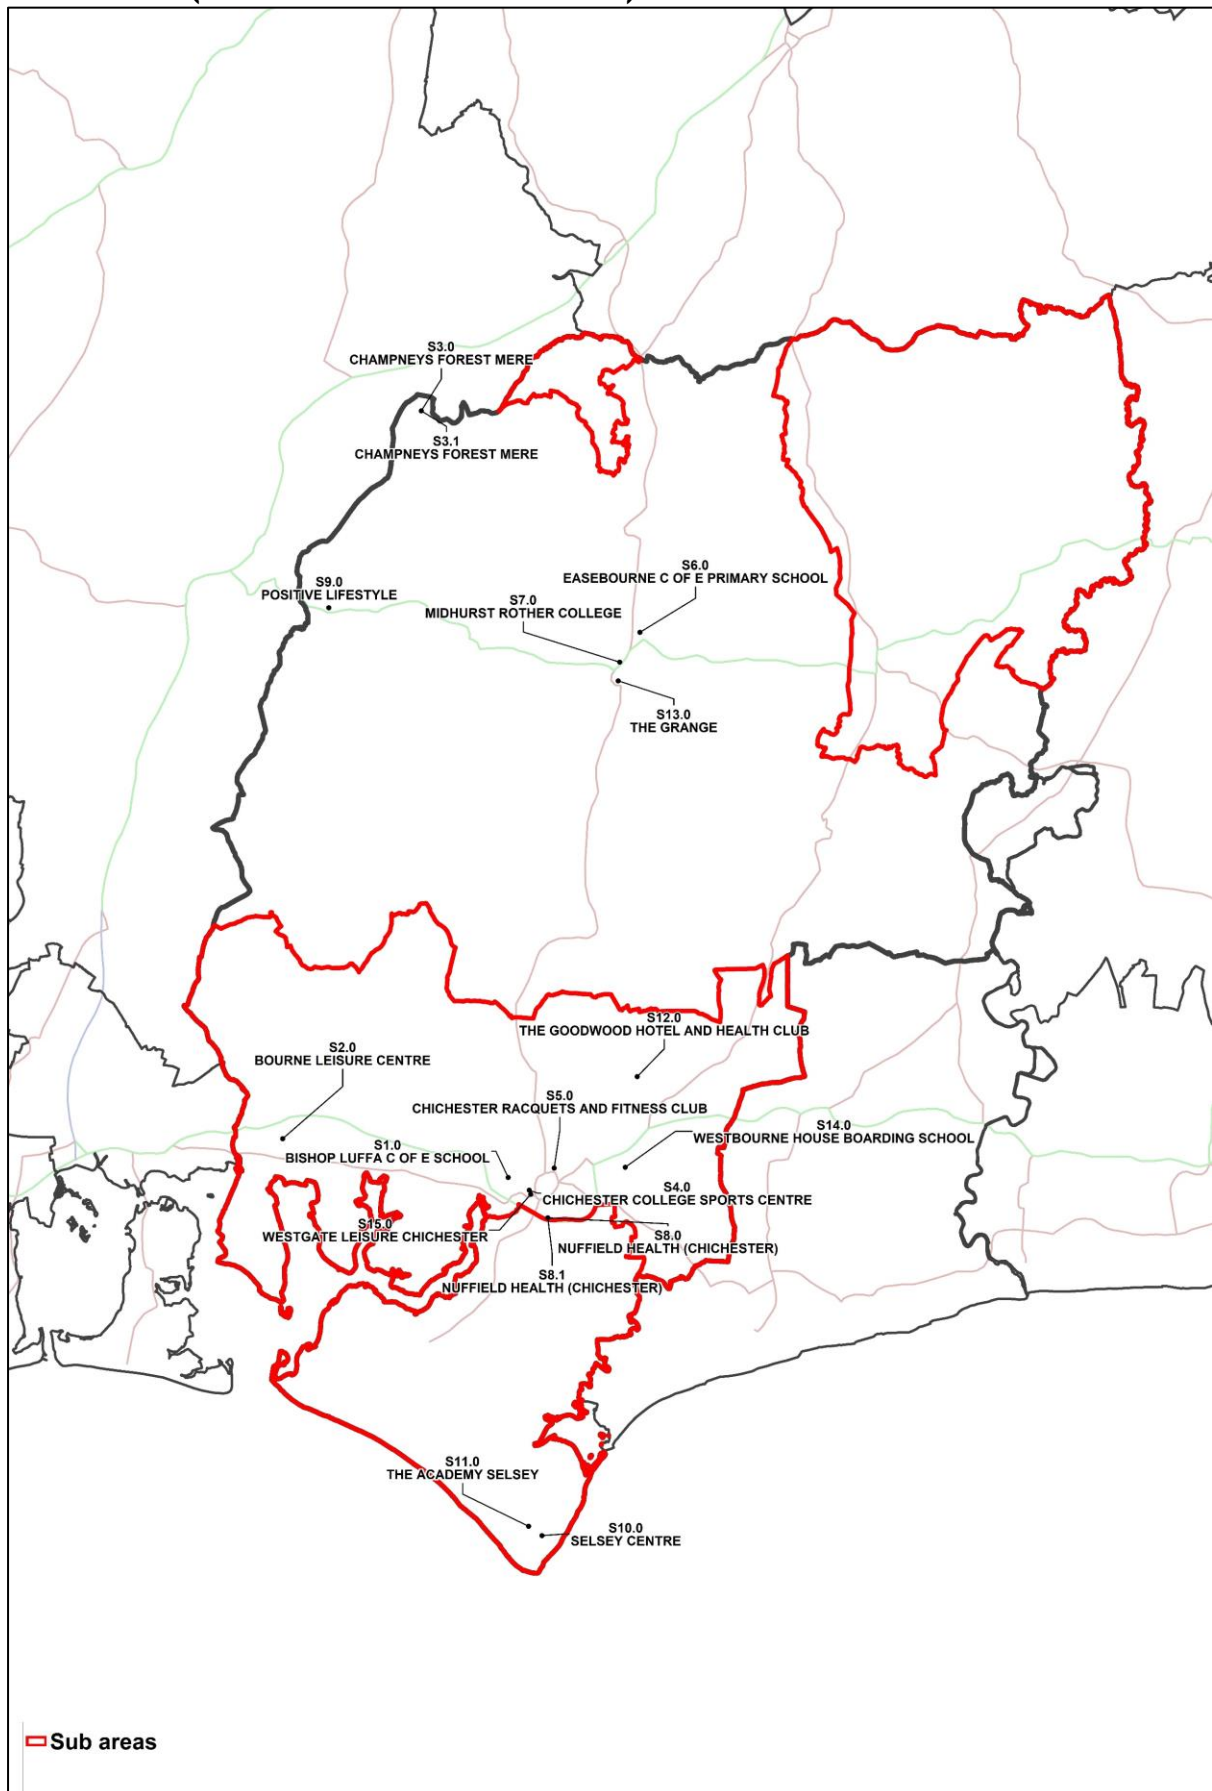 S3.0
CHAMPNEYS FOREST MERE
S3.1
CHAMPNEYS FOREST MERE
S6.0
EASEBOURNE C OF E PRIMARY SCHOOL
S9.0
POSITIVE LIFESTYLE
S7.0
MIDHURST ROTHER COLLEGE
S13.0
THE GRANGE
S12.0
THE GOODWOOD HOTEL AND HEALTH CLUB
S2.0
BOURNE LEISURE CENTRE
S5.0
CHICHESTER RACQUETS AND FITNESS CLUB
S14.0
WESTBOURNE HOUSE BOARDING SCHOOL
S1.0
BISHOP LUFFA C OF E SCHOOL
S4.0
CHICHESTER COLLEGE SPORTS CENTRE
S15.0
WESTGATE LEISURE CHICHESTER
S8.0
NUFFIELD HEALTH (CHICHESTER)
S8.1
NUFFIELD HEALTH (CHICHESTER)
S11.0
THE ACADEMY SELSEY
S10.0
SELSEY CENTRE
Sub areas